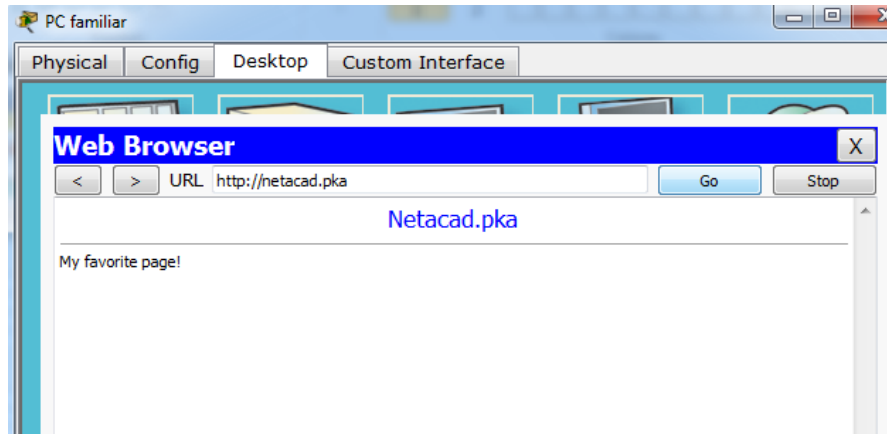 PC familiar
Physical Config Desktop Custom Interface
Web Browser X
< > URL http://netacad.pka Go Stop
Netacad.pka
My favorite page!